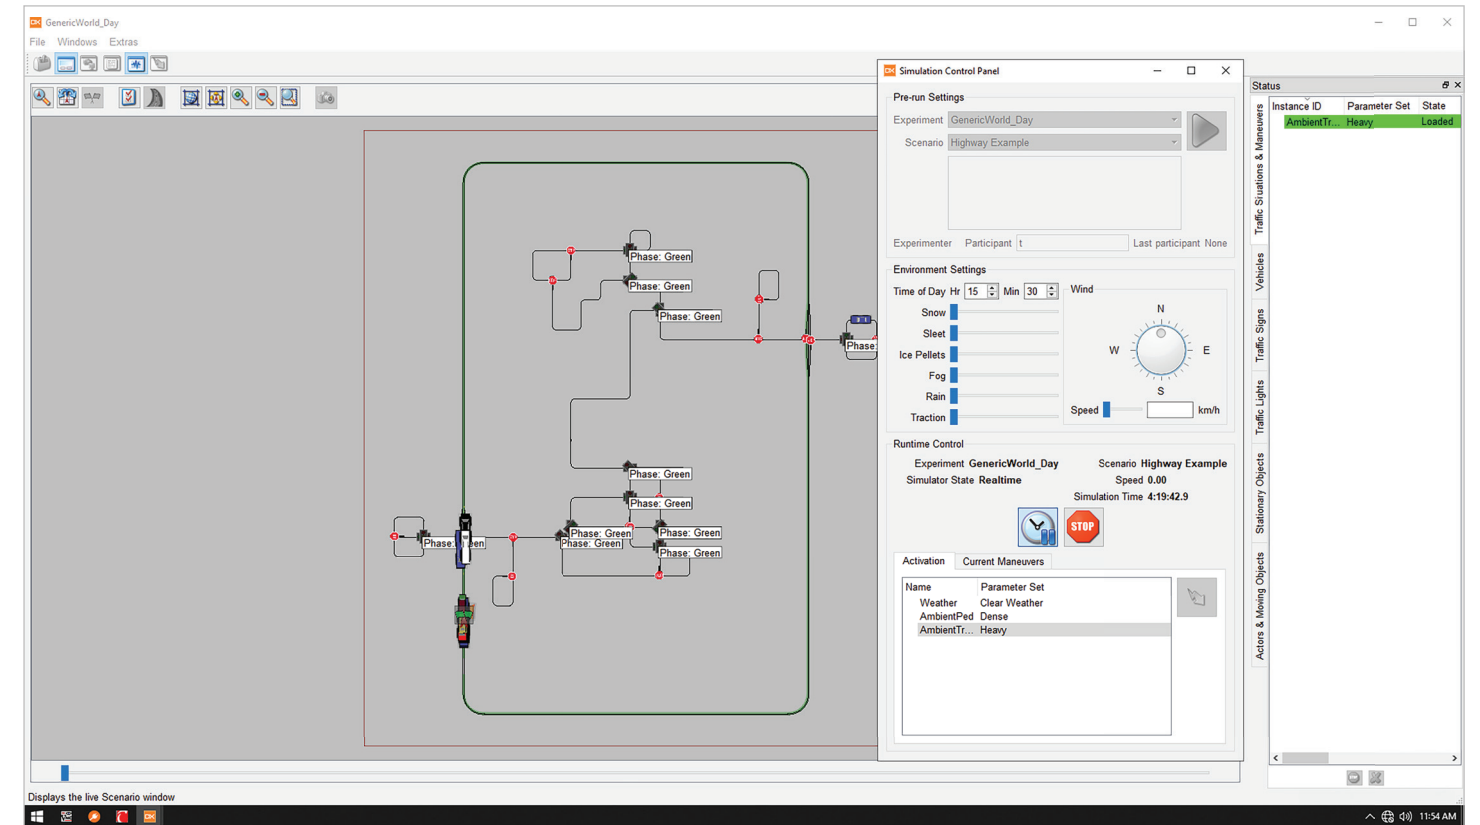 GenericWorld_Day
File Windows Extras
Simulation Control Panel
Pre-run Settings
Experiment GenericWorld_Day
Scenario Highway Example
Experimenter Participant t Last participant None
Environment Settings
Time of Day Hr 15 Min 30 Wind
Snow
Sleet
Ice Pellets
Fog
Rain
Traction
N
W E
S
Speed km/h
Runtime Control
Experiment GenericWorld_Day Scenario Highway Example
Simulator State Realtime Speed 0.00
Simulation Time 4:19:42.9
STOP
Activation Current Maneuvers
Name Parameter Set
Weather Clear Weather
AmbientPed Dense
AmbientTr... Heavy
Status
Instance ID Parameter Set State
AmbientTr... Heavy Loaded
Traffic Siruations & Maneuvers
Vehicles
Traffic Signs
Traffic Lights
Stationary Objects
Actors & Moving Objects
Phase: Green
Phase: Green
Phase: Green
Phase:
Phase: Green
Phase: Green
Phase: Green
Phase: Green
Phase: Green
Phase: Green
Phase: een
Displays the live Scenario window
11:54 AM